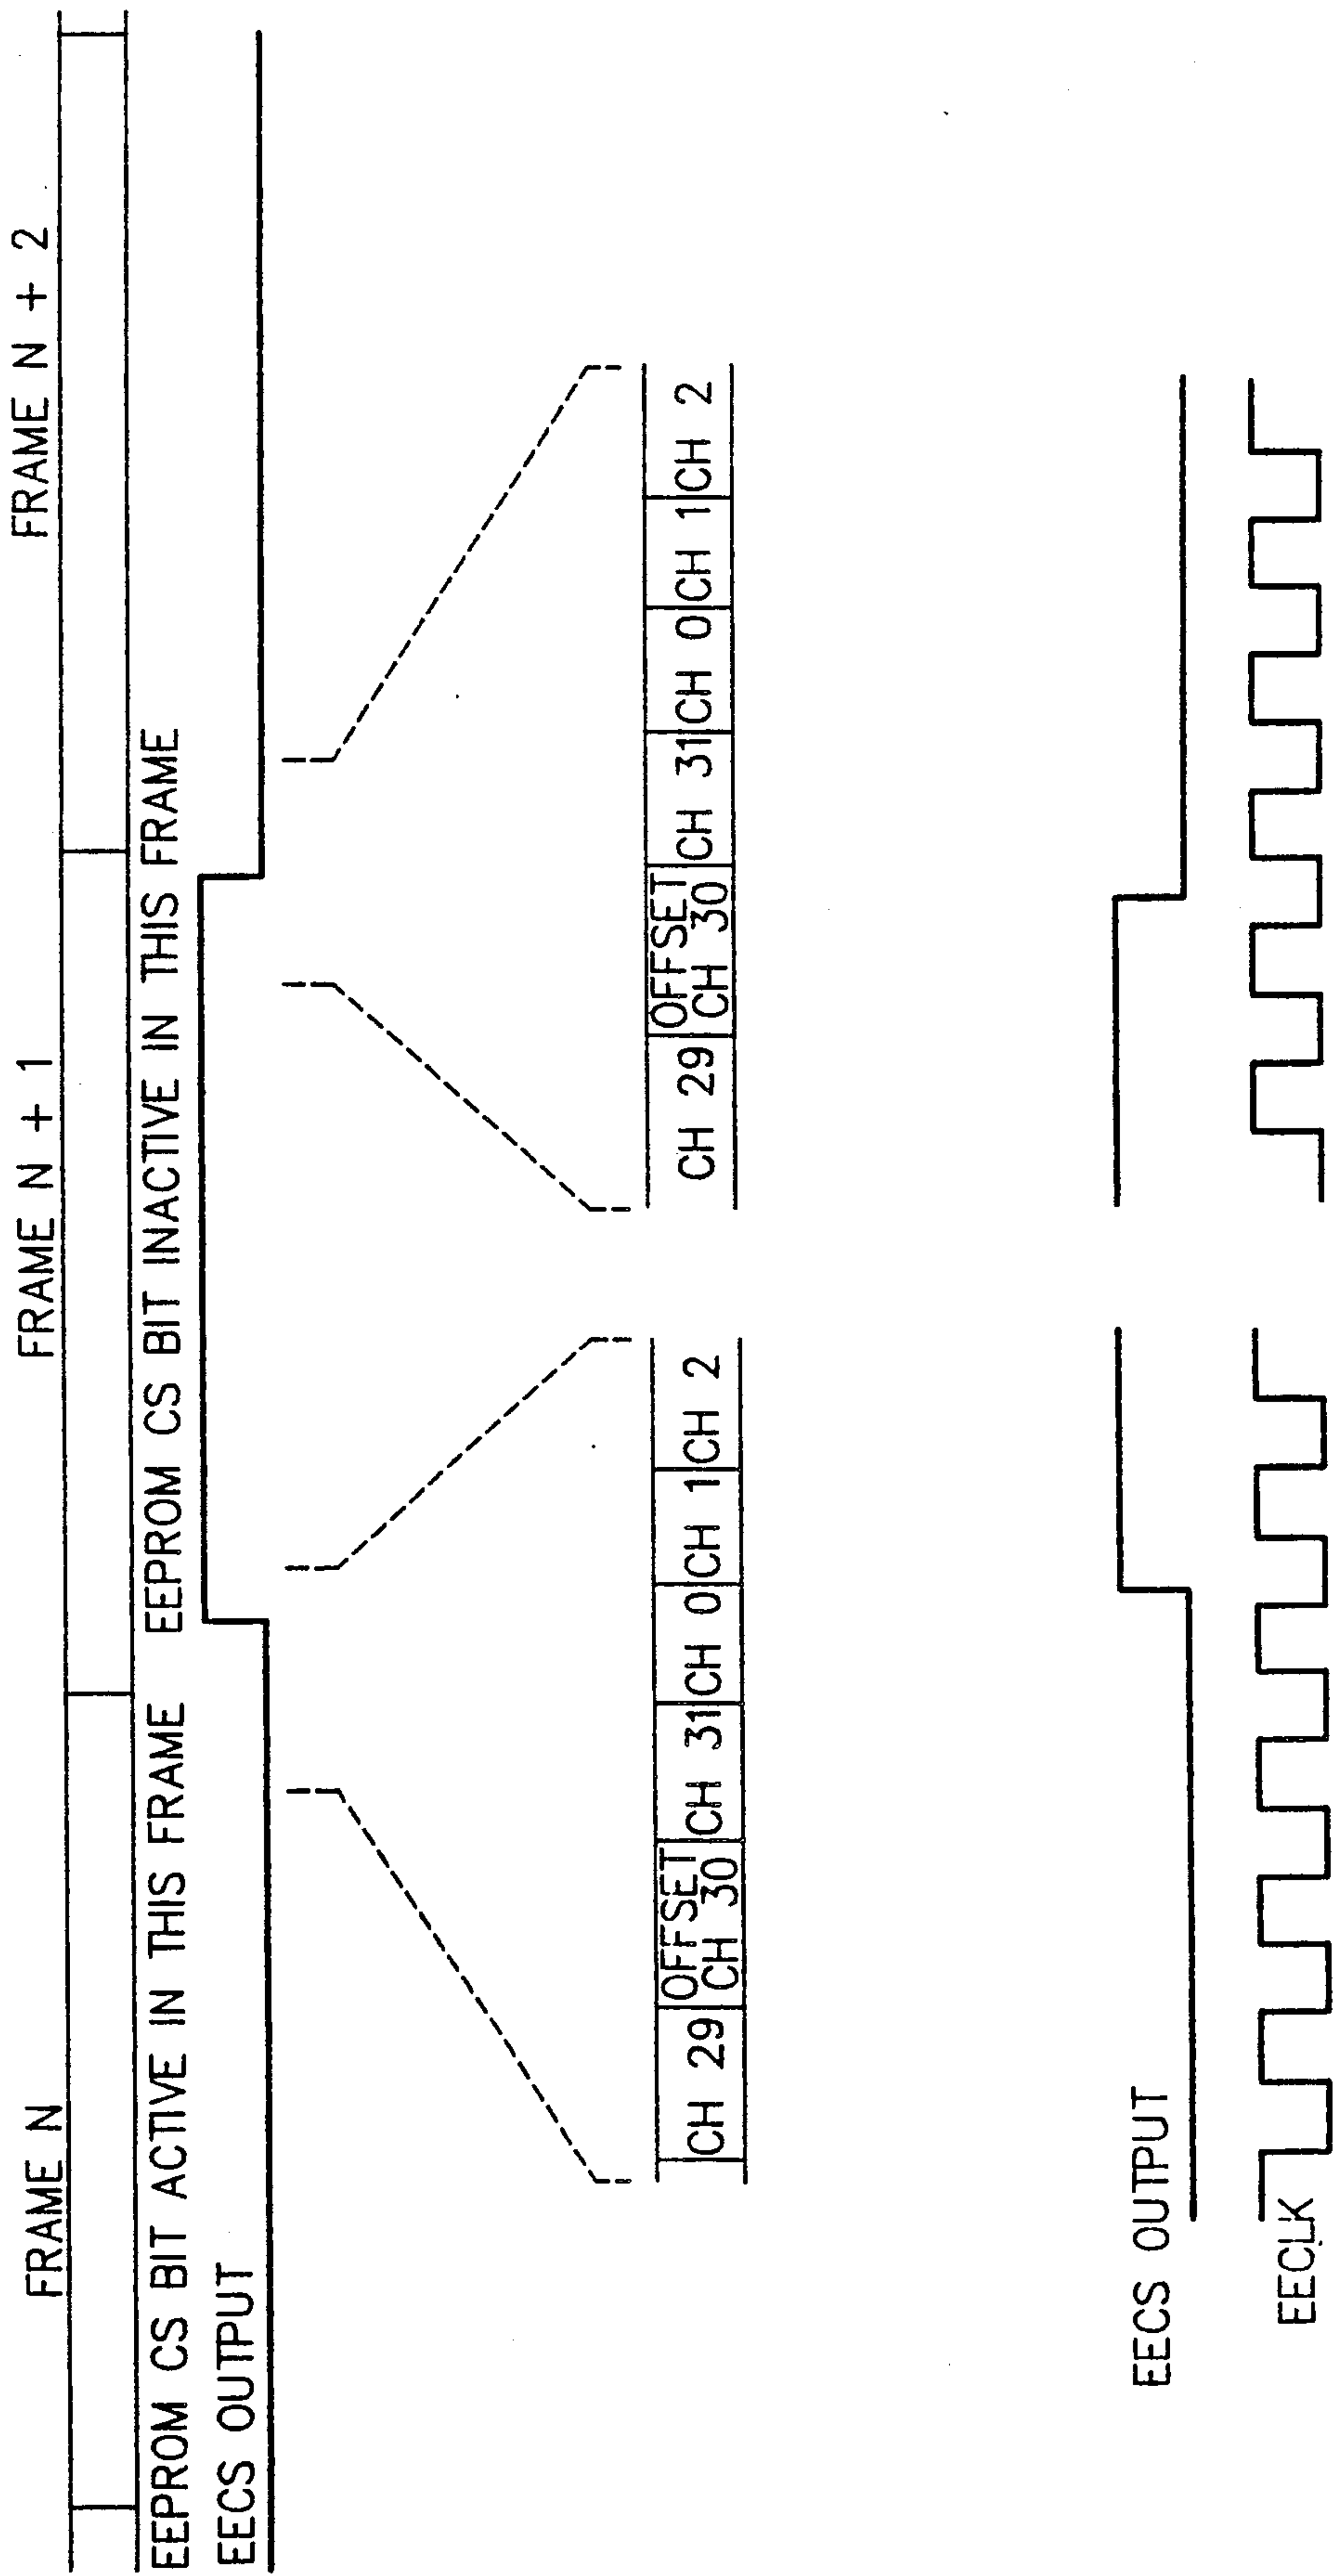 FRAME N
FRAME N + 1
FRAME N + 2
EEPROM CS BIT ACTIVE IN THIS FRAME
EEPROM CS BIT INACTIVE IN THIS FRAME
EECS OUTPUT
CH 29
OFFSET
CH 30
CH 31
CH 0
CH 1
CH 2
CH 29
OFFSET
CH 30
CH 31
CH 0
CH 1
CH 2
EECS OUTPUT
EECLK